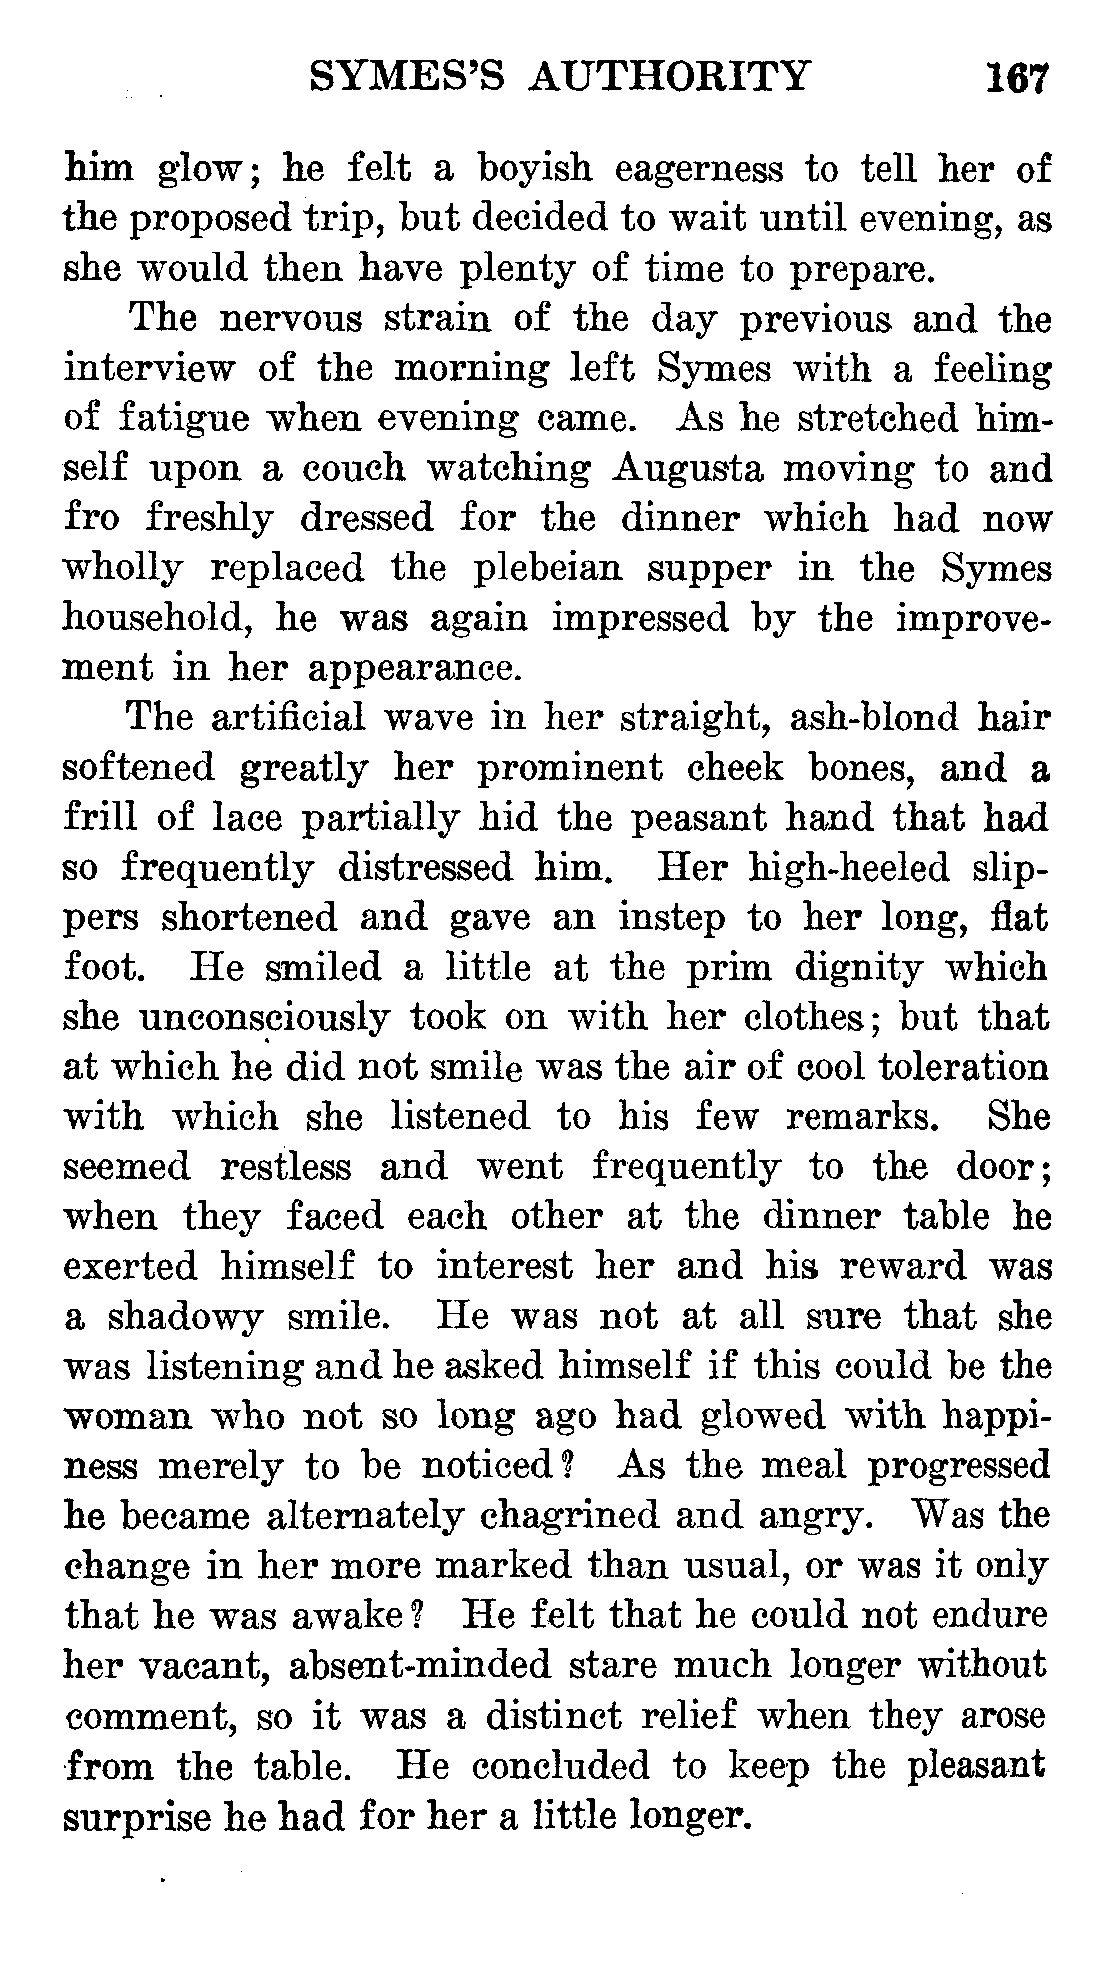 SYMES'S AUTHORITY 167
him glow; he felt a boyish eagerness to tell her of
the proposed trip, but decided to wait until evening, as
she would then have plenty of time to prepare.
The nervous strain of the day previous and the
interview of the morning left Symes with a feeling
of fatigue when evening came. As he stretched him-
self upon a couch watching Augusta moving to and
fro freshly dressed for the dinner which had now
wholly replaced the plebeian supper in the Symes
household, he was again impressed by the improve-
ment in her appearance.
The artificial wave in her straight, ash-blond hair
softened greatly her prominent cheek bones, and a
frill of lace partially hid the peasant hand that had
so frequently distressed him. Her high-heeled slip-
pers shortened and gave an instep to her long, flat
foot. He smiled a little at the prim dignity which
she unconsciously took on with her clothes; but that
at which he did not smile was the air of cool toleration
with which she listened to his few remarks. She
seemed restless and went frequently to the door;
when they faced each other at the dinner table he
exerted himself to interest her and his reward was
a shadowy smile. He was not at all sure that she
was listening and he asked himself if this could be the
woman who not so long ago had glowed with happi-
ness merely to be noticed? As the meal progressed
he became alternately chagrined and angry. Was the
change in her more marked than usual, or was it only
that he was awake? He felt that he could not endure
her vacant, absent-minded stare much longer without
comment, so it was a distinct relief when they arose
from the table. He concluded to keep the pleasant
surprise he had for her a little longer.